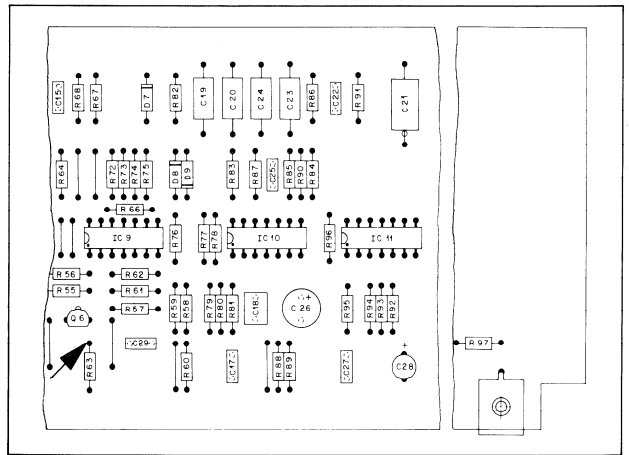 C15
R68
R67
D7
R82
C19
C20
C24
C23
R86
C22
R91
C21
R64
R72
R73
R74
R75
D8
D9
R83
R87
C25
R85
R90
R84
R66
IC 9
R76
R77
R78
IC 10
R96
IC 11
R56
R62
R55
R61
R57
R59
R58
R79
R80
R81
C18
+
C26
R95
R94
R93
R92
Q6
R63
C29
R60
C17
R88
R89
C27
+
C28
R97